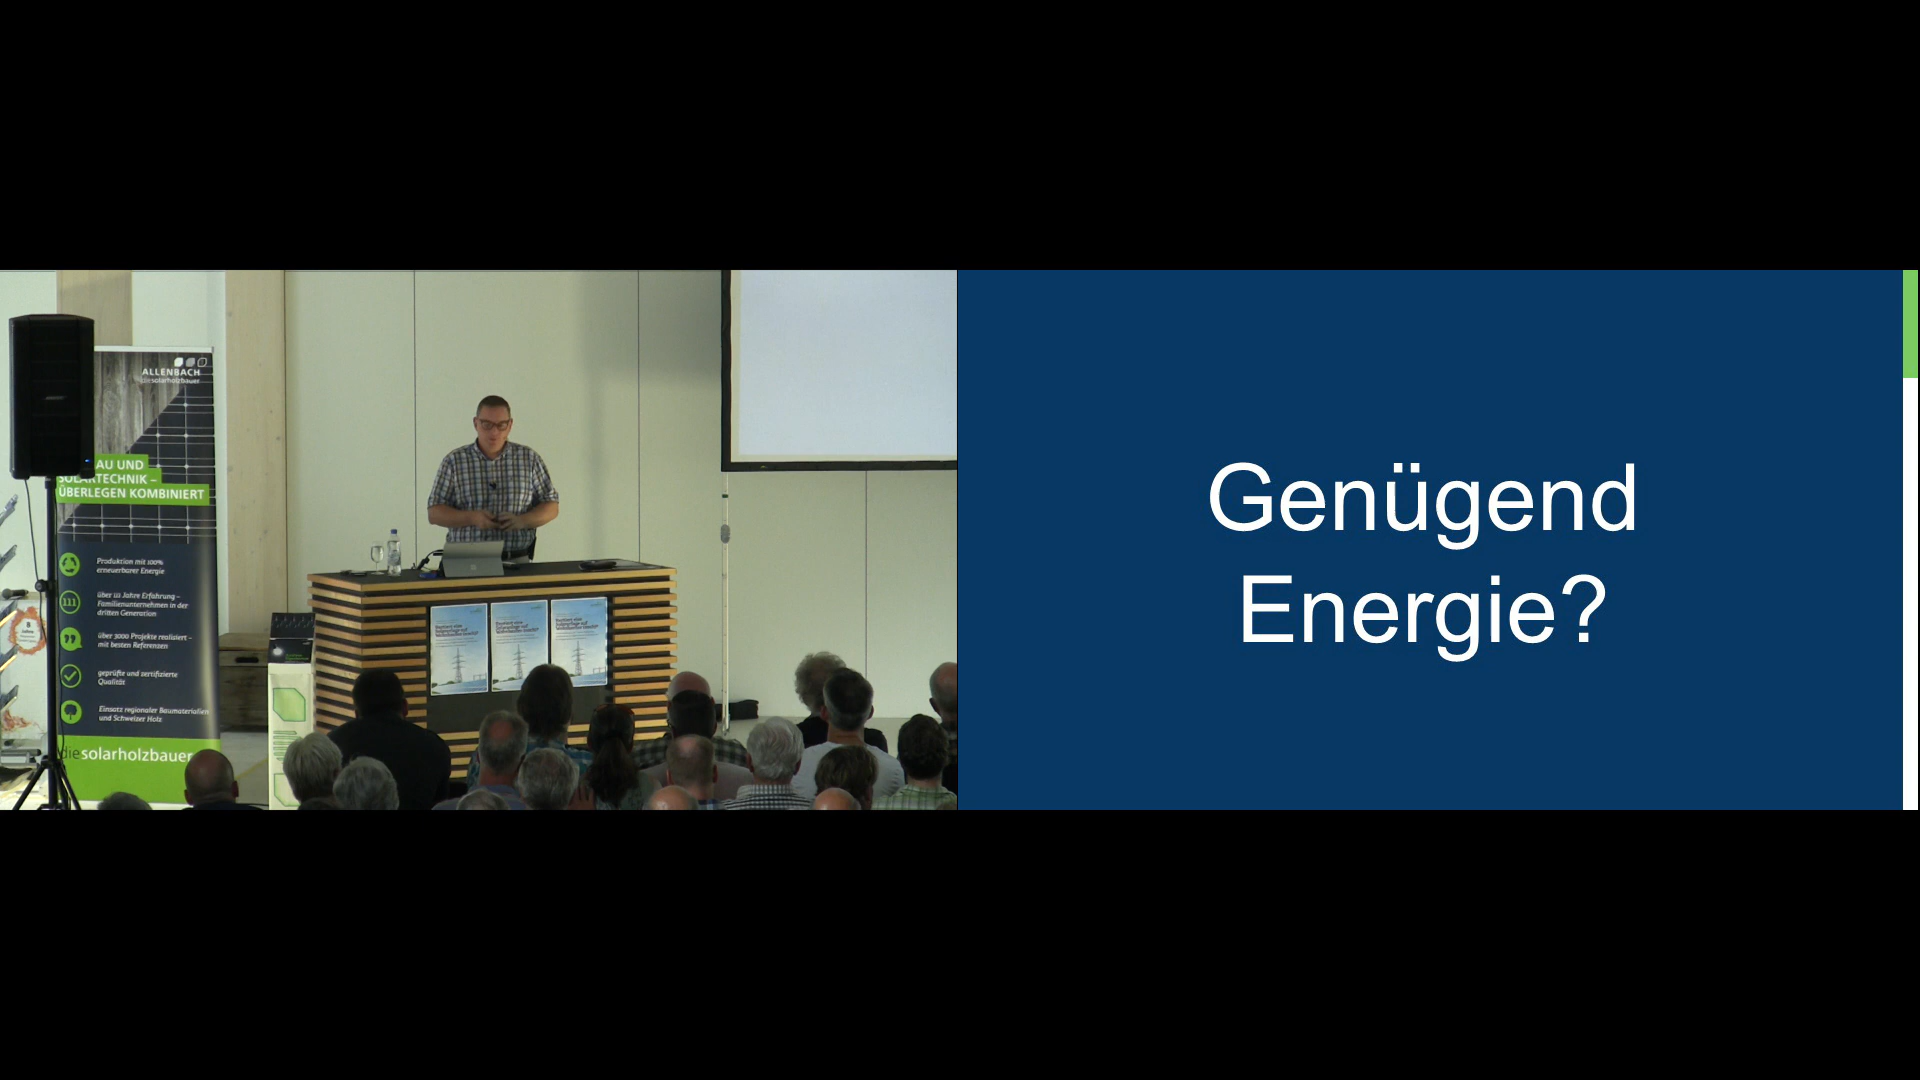 ALLENBACH
diesolarholzbauer
AU UND
SOLARTECHNIK –
ÜBERLEGEN KOMBINIERT
Produktion mit 100%
erneuerbarer Energie
über 111 Jahre Erfahrung –
Familienunternehmen in der
dritten Generation
über 3000 Projekte realisiert –
mit besten Referenzen
geprüfte und zertifizierte
Qualität
Einsatz regionaler Baumaterialien
und Schweizer Holz
diesolarholzbauer
Genügend
Energie?